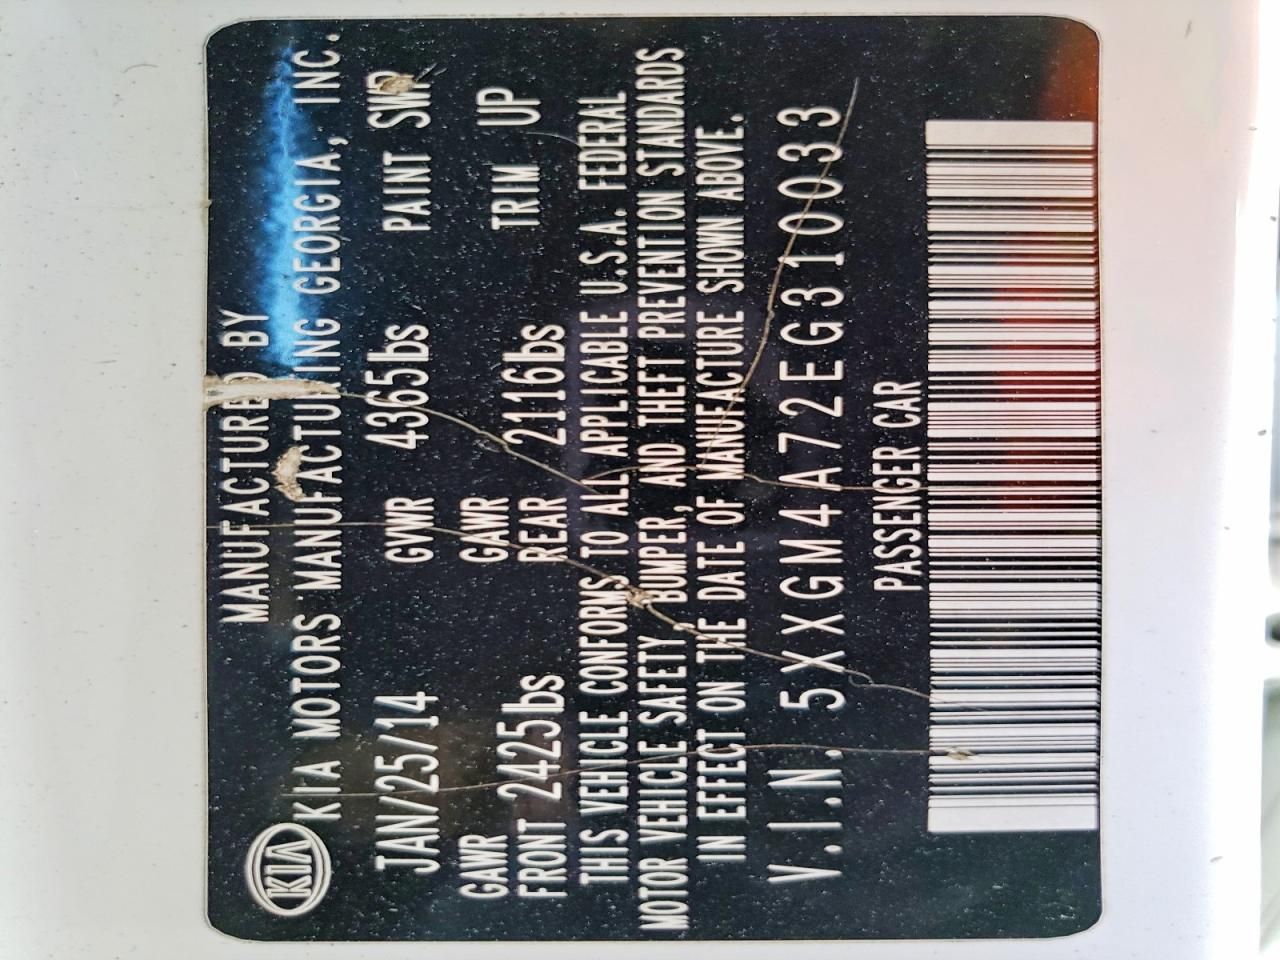 KIA
MANUFACTURED BY
KIA MOTORS MANUFACTURING GEORGIA, INC.
JAN/25/14 GVWR 4365lbs PAINT SWP
GAWR FRONT 2425lbs GAWR REAR 2116lbs TRIM UP
THIS VEHICLE CONFORMS TO ALL APPLICABLE U.S.A. FEDERAL
MOTOR VEHICLE SAFETY, BUMPER, AND THEFT PREVENTION STANDARDS
IN EFFECT ON THE DATE OF MANUFACTURE SHOWN ABOVE.
V.I.N. 5XXGM4A72EG310033
PASSENGER CAR